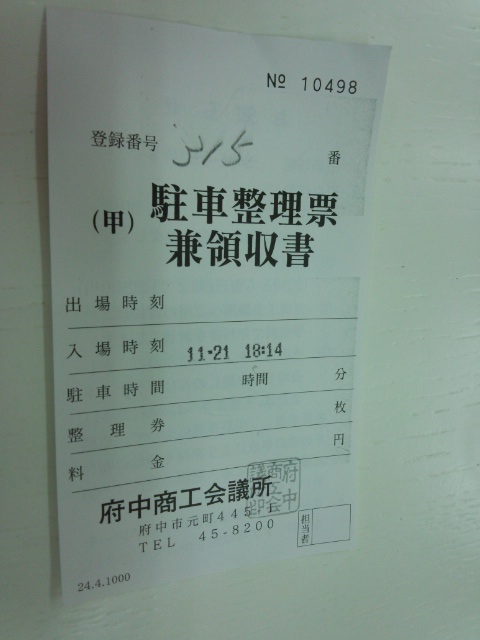 № 10498
登録番号 315 番
(甲) 駐車整理票
兼領収書
出場時刻
入場時刻 11-21 18:14
駐車時間 時間 分
整理券 枚
料金 円
府中商工会議所
府中市元町445-1
TEL 45-8200
担当者
24.4.1000